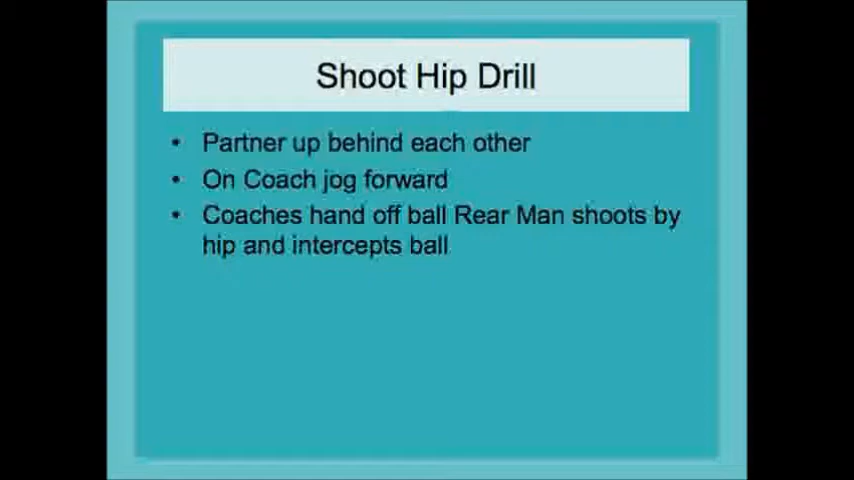 Shoot Hip Drill
• Partner up behind each other
• On Coach jog forward
• Coaches hand off ball Rear Man shoots by
hip and intercepts ball